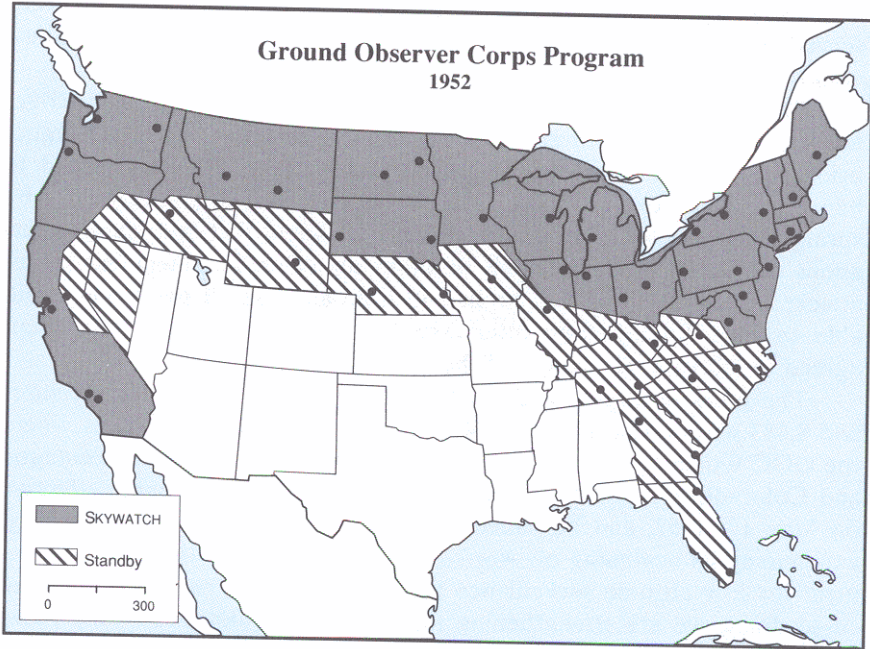 Ground Observer Corps Program
1952
SKYWATCH
Standby
0 300